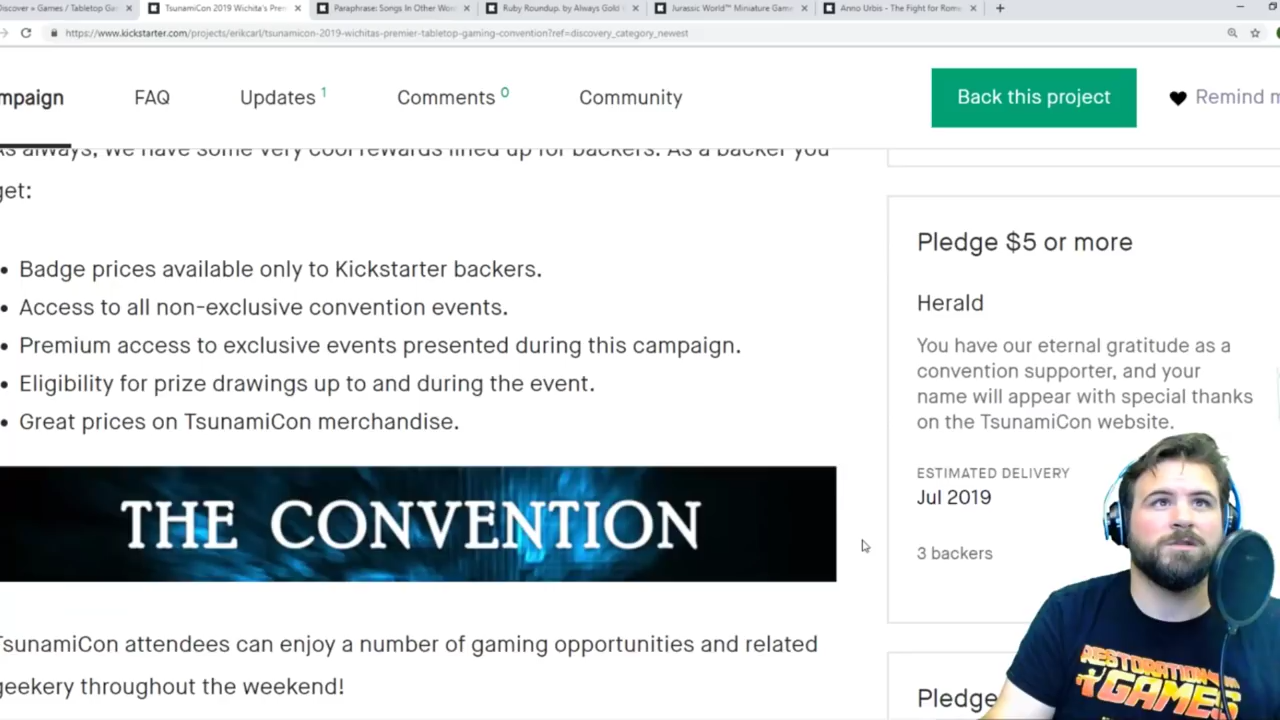 Discover » Games / Tabletop Ga
TsunamiCon 2019 Wichita's Prem
Paraphrase: Songs In Other Wo
Ruby Roundup. by Always Gold
Jurassic World™ Miniature Gam
Anno Urbis - The Fight for Rom
https://www.kickstarter.com/projects/erikcarl/tsunamicon-2019-wichitas-premier-tabletop-gaming-convention?ref=discovery_category_newest
mpaign FAQ Updates 1 Comments 0 Community Back this project Remind m
As always, we have some very cool rewards lined up for backers. As a backer you
get:
• Badge prices available only to Kickstarter backers.
• Access to all non-exclusive convention events.
• Premium access to exclusive events presented during this campaign.
• Eligibility for prize drawings up to and during the event.
• Great prices on TsunamiCon merchandise.
THE CONVENTION
TsunamiCon attendees can enjoy a number of gaming opportunities and related
geekery throughout the weekend!
Pledge $5 or more
Herald
You have our eternal gratitude as a
convention supporter, and your
name will appear with special thanks
on the TsunamiCon website.
ESTIMATED DELIVERY
Jul 2019
3 backers
Pledge
RESTORATION
GAMES